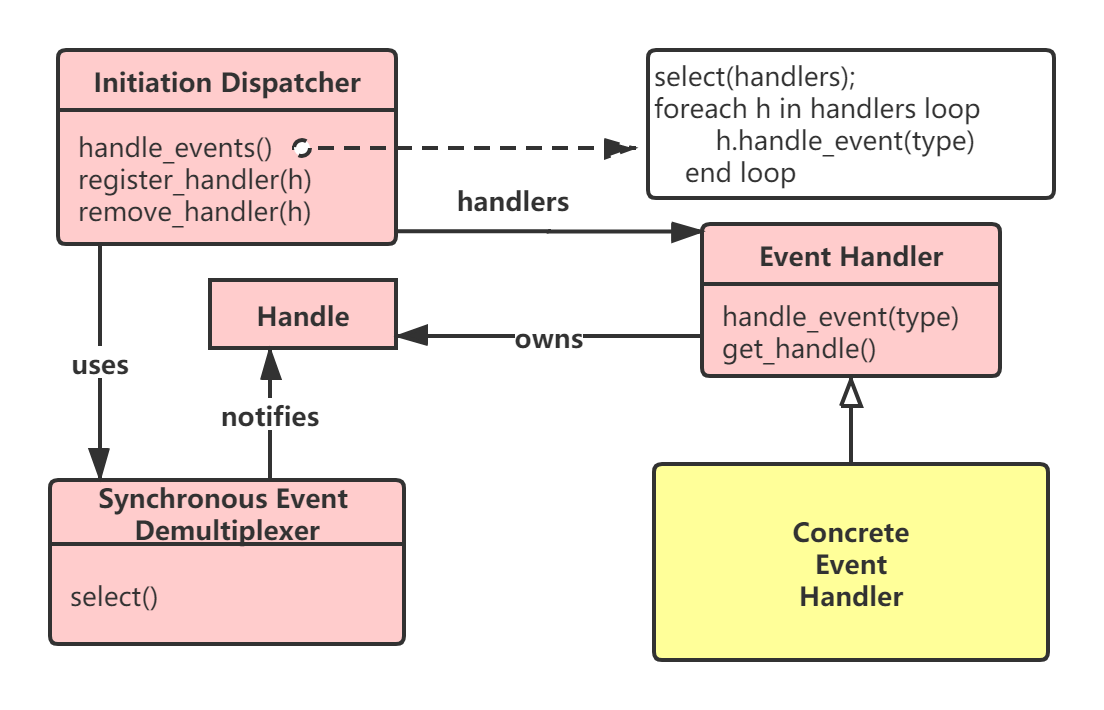 Initiation Dispatcher
handle_events()
register_handler(h)
remove_handler(h)
select(handlers);
foreach h in handlers loop
h.handle_event(type)
end loop
handlers
Event Handler
handle_event(type)
get_handle()
Handle
owns
uses
notifies
Synchronous Event
Demultiplexer
select()
Concrete
Event
Handler